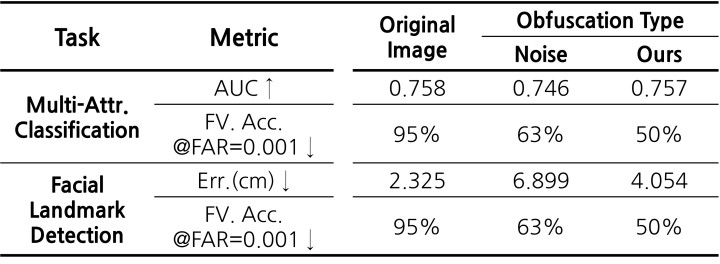 Task Metric Original Image Obfuscation Type
Noise Ours
Multi-Attr. Classification AUC ↑ 0.758 0.746 0.757
FV. Acc. @FAR=0.001 ↓ 95% 63% 50%
Facial Landmark Detection Err.(cm) ↓ 2.325 6.899 4.054
FV. Acc. @FAR=0.001 ↓ 95% 63% 50%